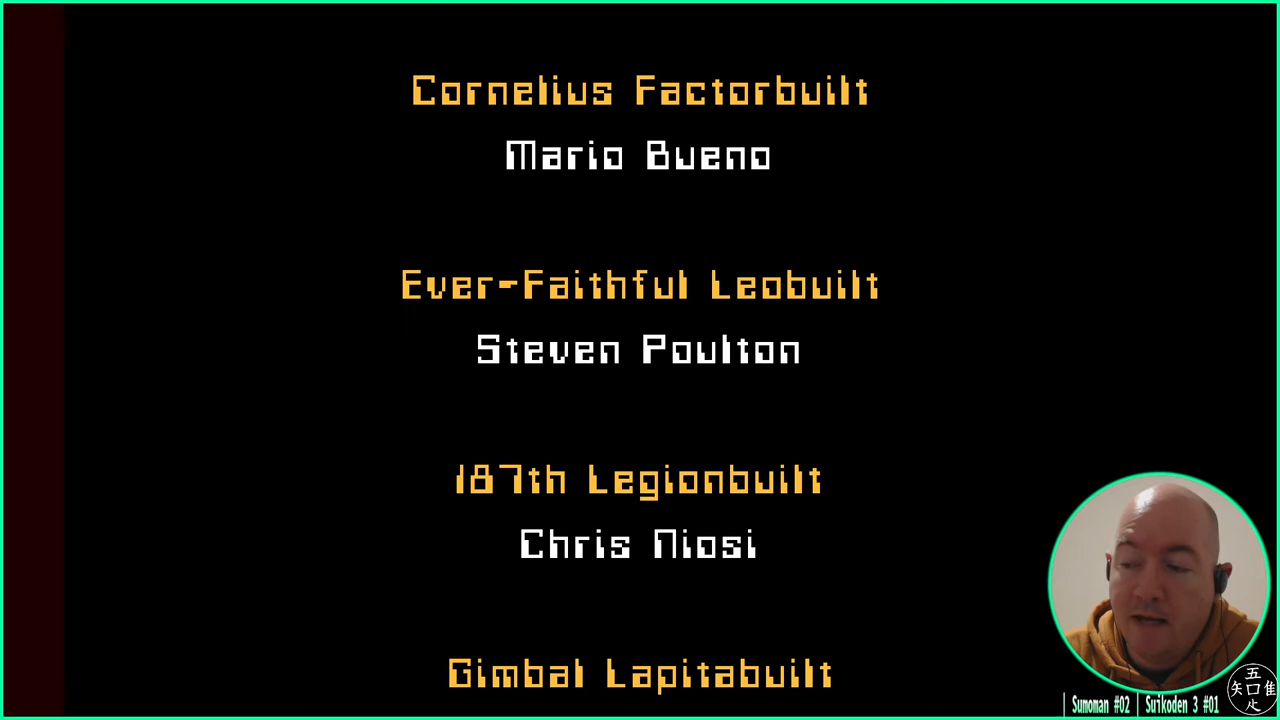 Cornelius Factorbuilt
Mario Bueno
Ever-Faithful Leobuilt
Steven Poulton
187th Legionbuilt
Chris Niosi
Gimbal Lapitabuilt
| Sumoman #02 | Suikoden 3 #01
五
矢口隹
止